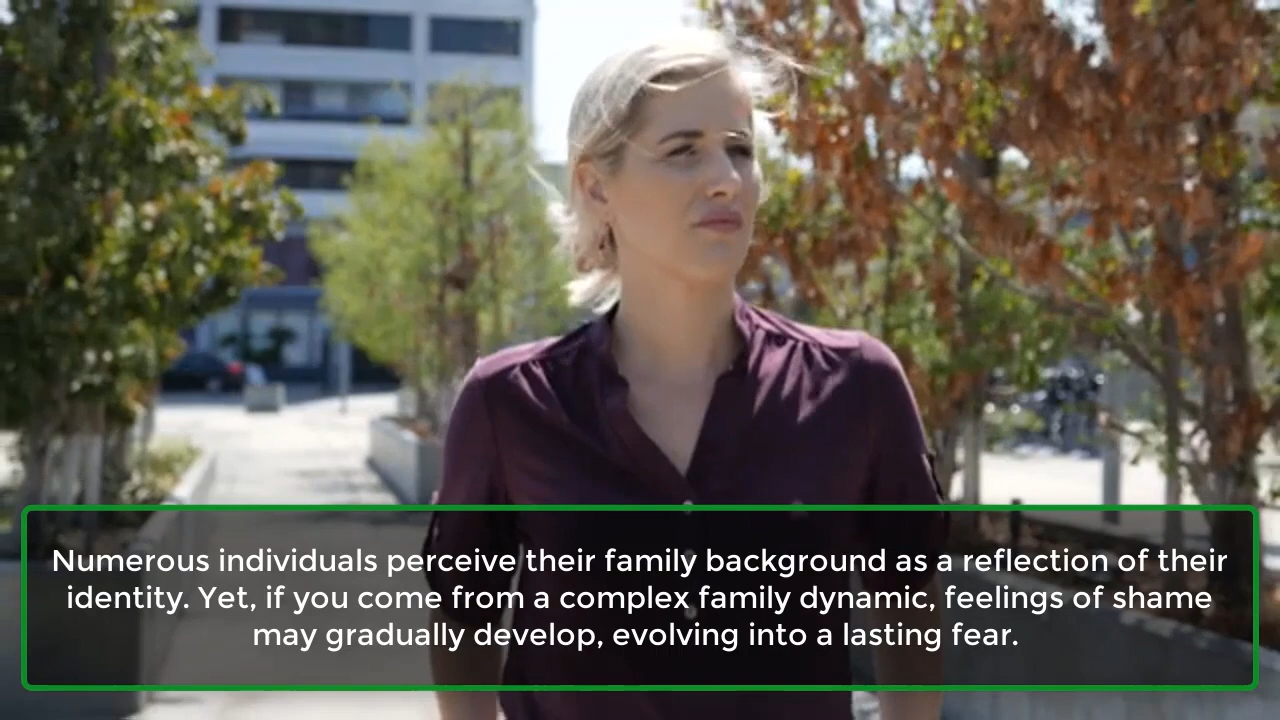 Numerous individuals perceive their family background as a reflection of their
identity. Yet, if you come from a complex family dynamic, feelings of shame
may gradually develop, evolving into a lasting fear.